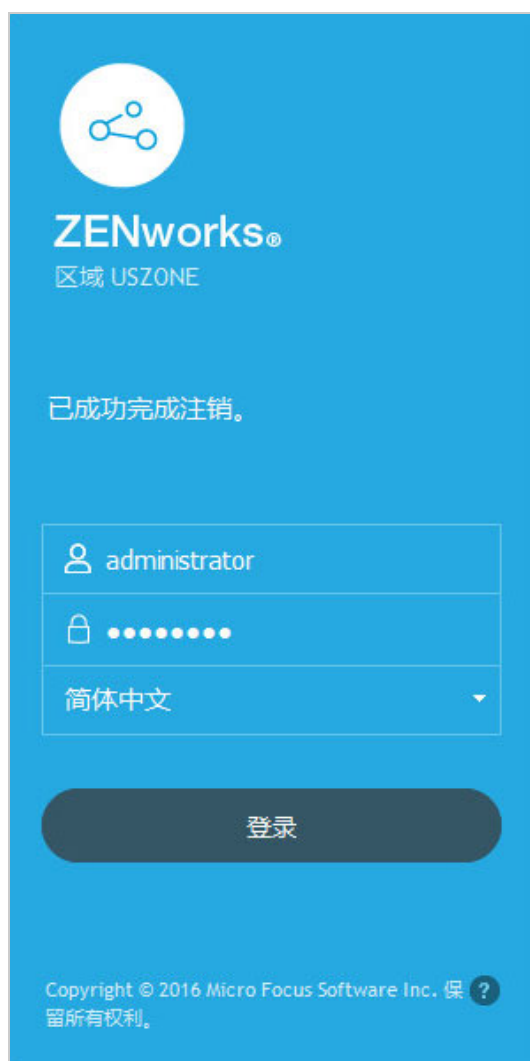 ZENworks®
区域 USZONE
已成功完成注销。
administrator
●●●●●●●●
简体中文
登录
Copyright © 2016 Micro Focus Software Inc. 保
留所有权利。
?